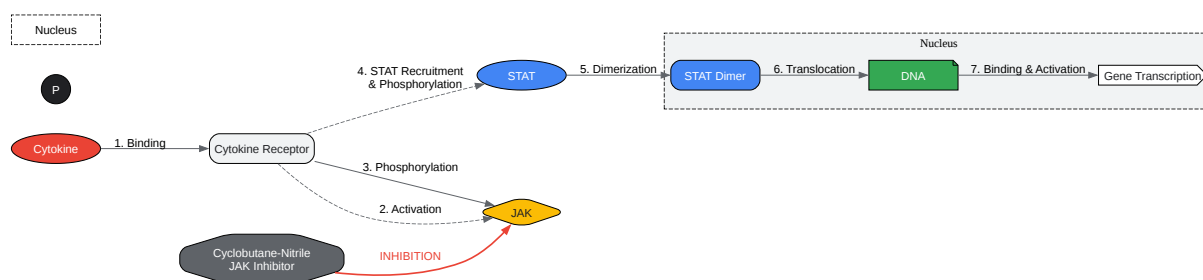 Nucleus
P
Cytokine
1. Binding
Cytokine Receptor
4. STAT Recruitment
& Phosphorylation
3. Phosphorylation
2. Activation
STAT
JAK
Cyclobutane-Nitrile
JAK Inhibitor
INHIBITION
5. Dimerization
Nucleus
STAT Dimer
6. Translocation
DNA
7. Binding & Activation
Gene Transcription